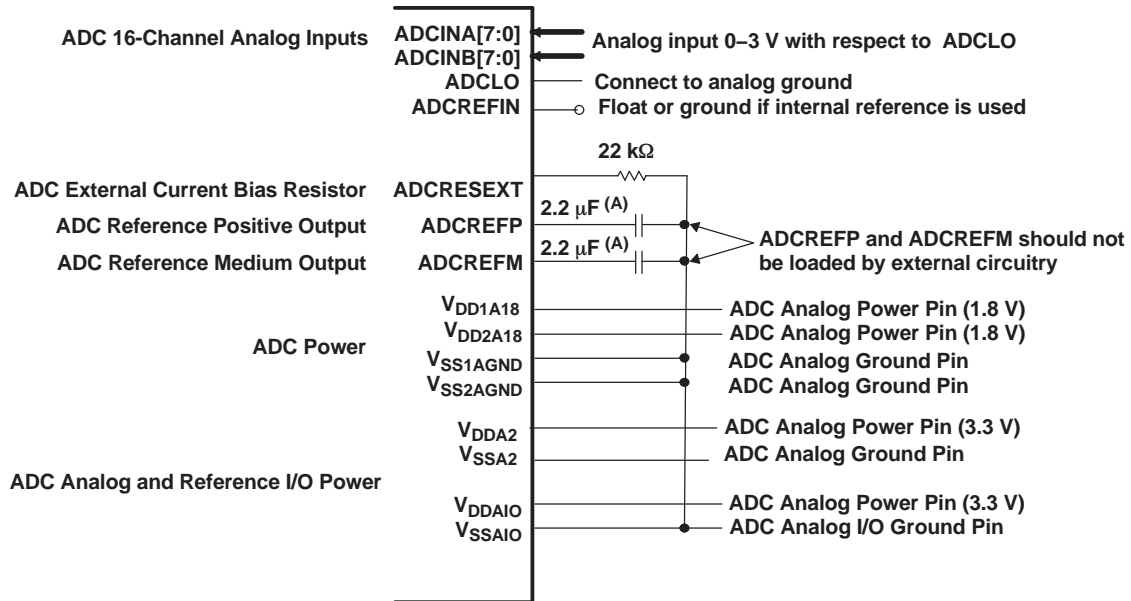 ADC 16-Channel Analog Inputs
ADCINA[7:0]
ADCINB[7:0]
Analog input 0–3 V with respect to ADCLO
ADCLO
Connect to analog ground
ADCREFIN
Float or ground if internal reference is used
22 kΩ
ADC External Current Bias Resistor
ADCRESEXT
ADC Reference Positive Output
ADCREFP
2.2 μF (A)
ADC Reference Medium Output
ADCREFM
2.2 μF (A)
ADCREFP and ADCREFM should not
be loaded by external circuitry
ADC Power
VDD1A18
ADC Analog Power Pin (1.8 V)
VDD2A18
ADC Analog Power Pin (1.8 V)
VSS1AGND
ADC Analog Ground Pin
VSS2AGND
ADC Analog Ground Pin
ADC Analog and Reference I/O Power
VDDA2
ADC Analog Power Pin (3.3 V)
VSSA2
ADC Analog Ground Pin
VDDAIO
ADC Analog Power Pin (3.3 V)
VSSAIO
ADC Analog I/O Ground Pin